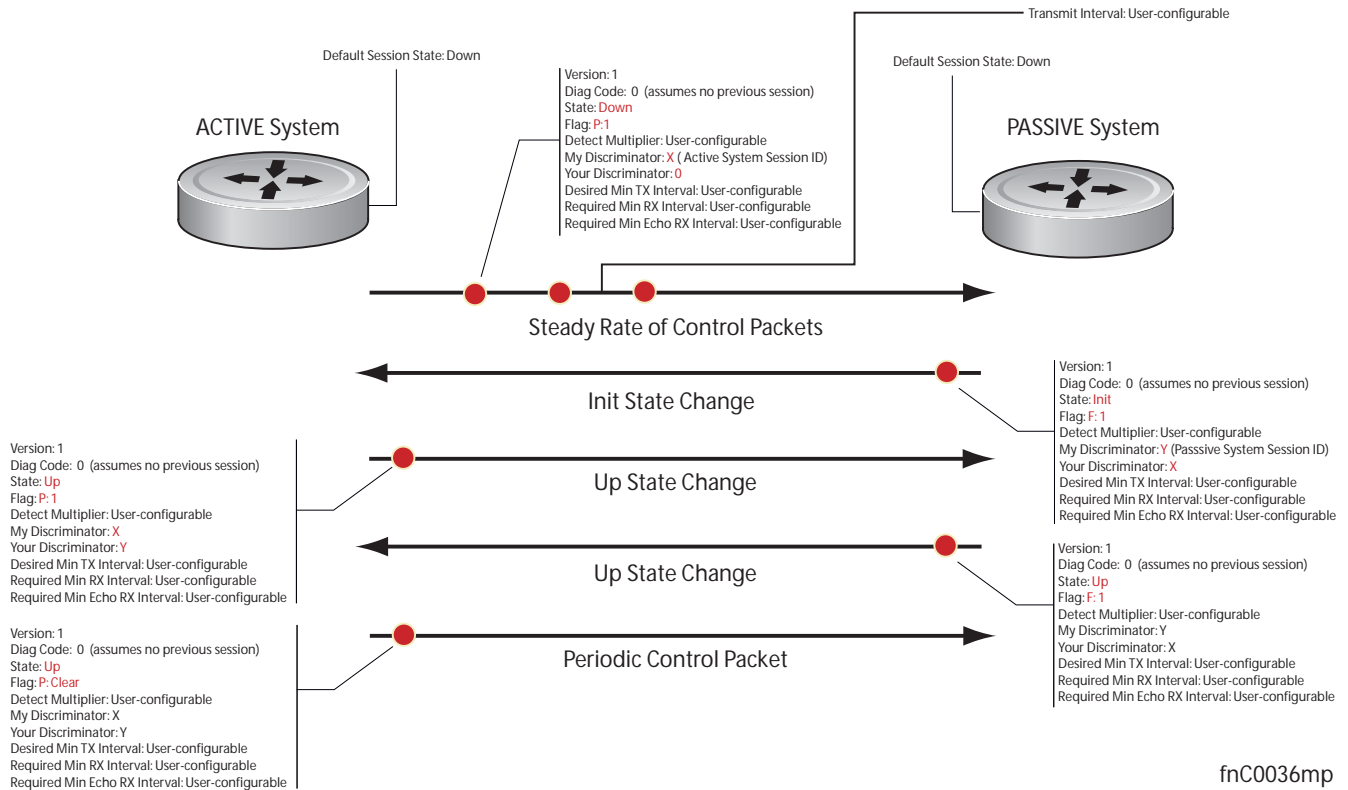 Transmit Interval: User-configurable
Default Session State: Down
Default Session State: Down
ACTIVE System
PASSIVE System
Version: 1
Diag Code: 0 (assumes no previous session)
State: Down
Flag: P:1
Detect Multiplier: User-configurable
My Discriminator: X ( Active System Session ID)
Your Discriminator: 0
Desired Min TX Interval: User-configurable
Required Min RX Interval: User-configurable
Required Min Echo RX Interval: User-configurable
Steady Rate of Control Packets
Init State Change
Version: 1
Diag Code: 0 (assumes no previous session)
State: Init
Flag: F: 1
Detect Multiplier: User-configurable
My Discriminator: Y (Passsive System Session ID)
Your Discriminator: X
Desired Min TX Interval: User-configurable
Required Min RX Interval: User-configurable
Required Min Echo RX Interval: User-configurable
Version: 1
Diag Code: 0 (assumes no previous session)
State: Up
Flag: P: 1
Detect Multiplier: User-configurable
My Discriminator: X
Your Discriminator: Y
Desired Min TX Interval: User-configurable
Required Min RX Interval: User-configurable
Required Min Echo RX Interval: User-configurable
Up State Change
Up State Change
Version: 1
Diag Code: 0 (assumes no previous session)
State: Up
Flag: F: 1
Detect Multiplier: User-configurable
My Discriminator: Y
Your Discriminator: X
Desired Min TX Interval: User-configurable
Required Min RX Interval: User-configurable
Required Min Echo RX Interval: User-configurable
Version: 1
Diag Code: 0 (assumes no previous session)
State: Up
Flag: P: Clear
Detect Multiplier: User-configurable
My Discriminator: X
Your Discriminator: Y
Desired Min TX Interval: User-configurable
Required Min RX Interval: User-configurable
Required Min Echo RX Interval: User-configurable
Periodic Control Packet
fnC0036mp